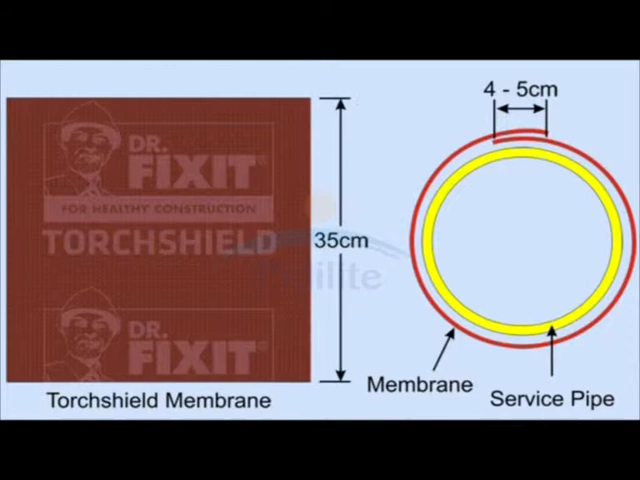 DR.
FIXIT
FOR HEALTHY CONSTRUCTION
TORCHSHIELD
DR.
FIXIT
Torchshield Membrane
35cm
4 - 5cm
Membrane
Service Pipe